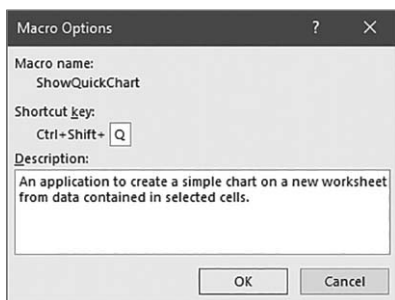 Macro Options ?
Macro name:
ShowQuickChart
Shortcut key:
Ctrl+Shift+ Q
Description:
An application to create a simple chart on a new worksheet
from data contained in selected cells.
OK Cancel